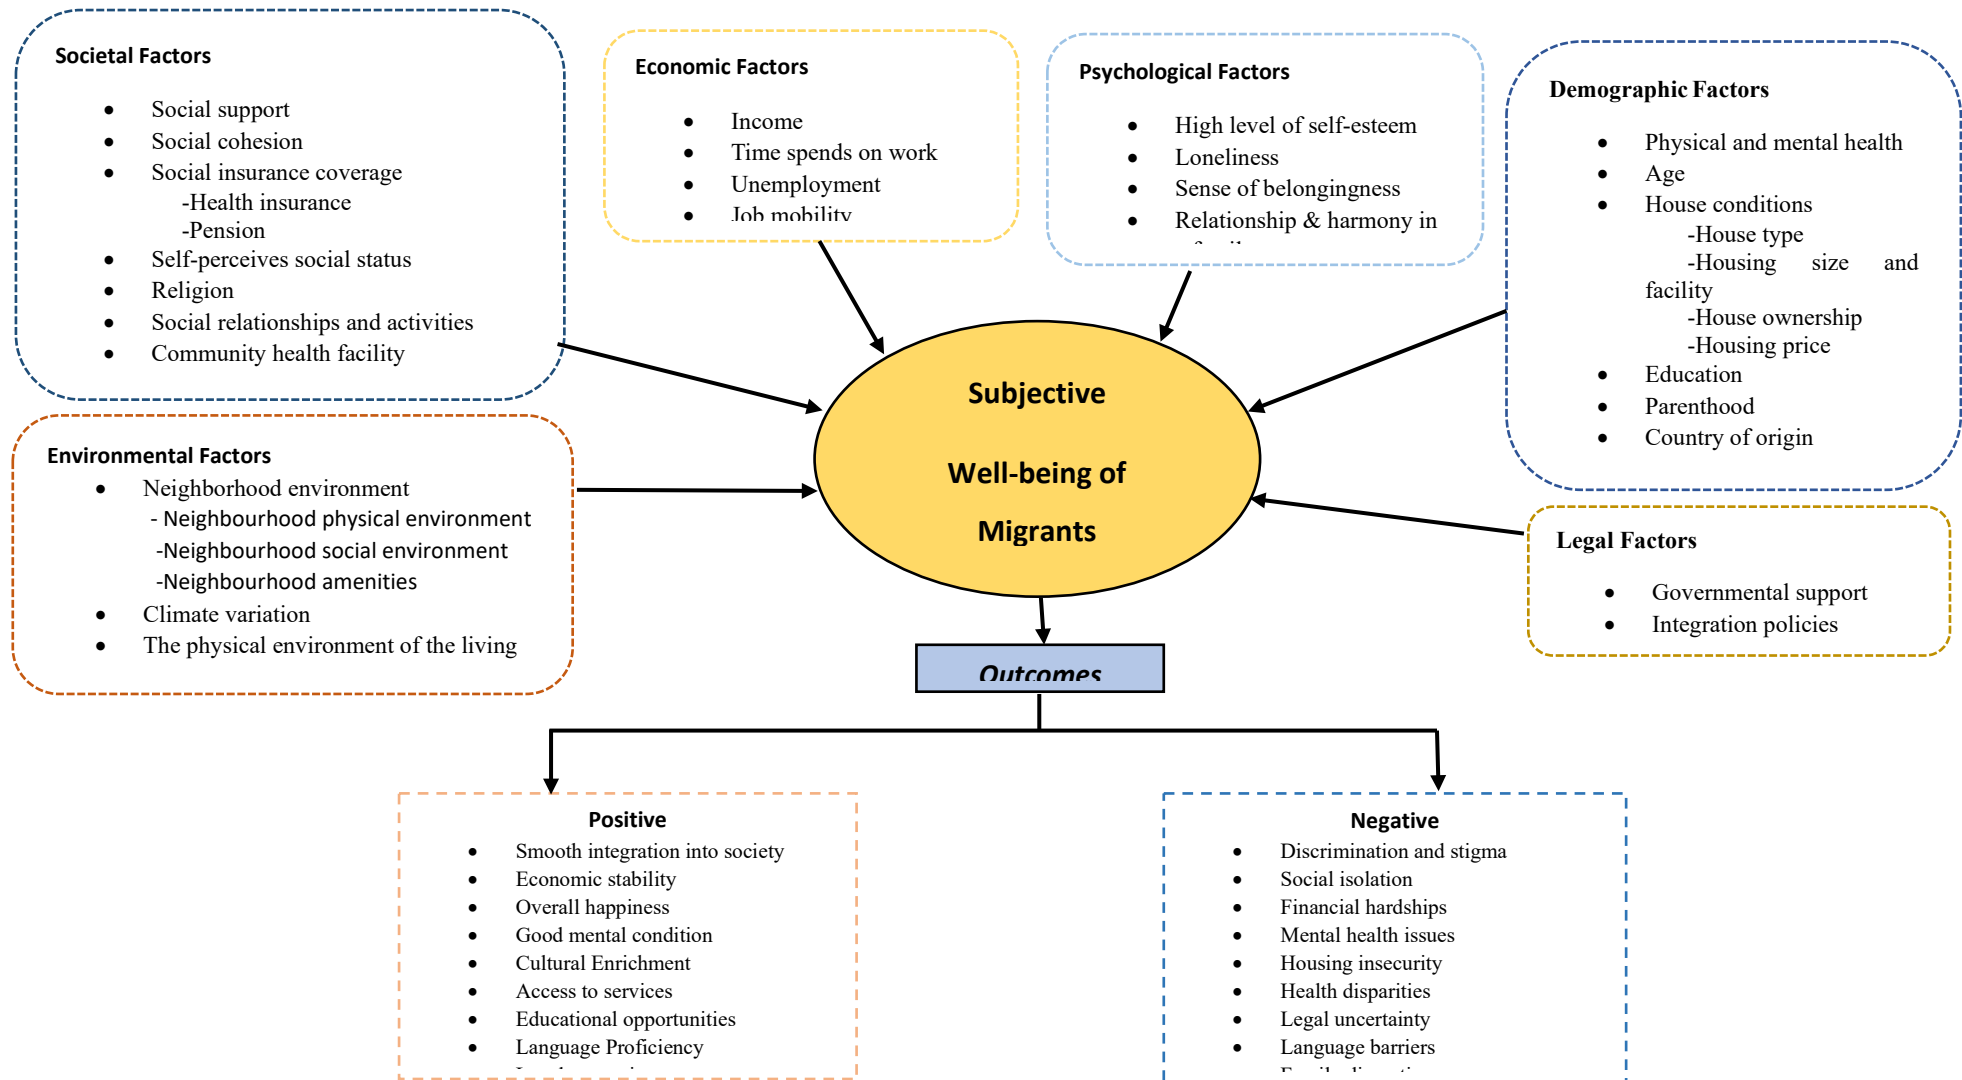 Societal Factors
• Social support
• Social cohesion
• Social insurance coverage
-Health insurance
-Pension
• Self-perceives social status
• Religion
• Social relationships and activities
• Community health facility
Economic Factors
• Income
• Time spends on work
• Unemployment
• Job mobility
Psychological Factors
• High level of self-esteem
• Loneliness
• Sense of belongingness
• Relationship & harmony in
Demographic Factors
• Physical and mental health
• Age
• House conditions
-House type
-Housing size and
facility
-House ownership
-Housing price
• Education
• Parenthood
• Country of origin
Environmental Factors
• Neighborhood environment
- Neighbourhood physical environment
-Neighbourhood social environment
-Neighbourhood amenities
• Climate variation
• The physical environment of the living
Subjective
Well-being of
Migrants
Legal Factors
• Governmental support
• Integration policies
Outcomes
Positive
• Smooth integration into society
• Economic stability
• Overall happiness
• Good mental condition
• Cultural Enrichment
• Access to services
• Educational opportunities
• Language Proficiency
Negative
• Discrimination and stigma
• Social isolation
• Financial hardships
• Mental health issues
• Housing insecurity
• Health disparities
• Legal uncertainty
• Language barriers